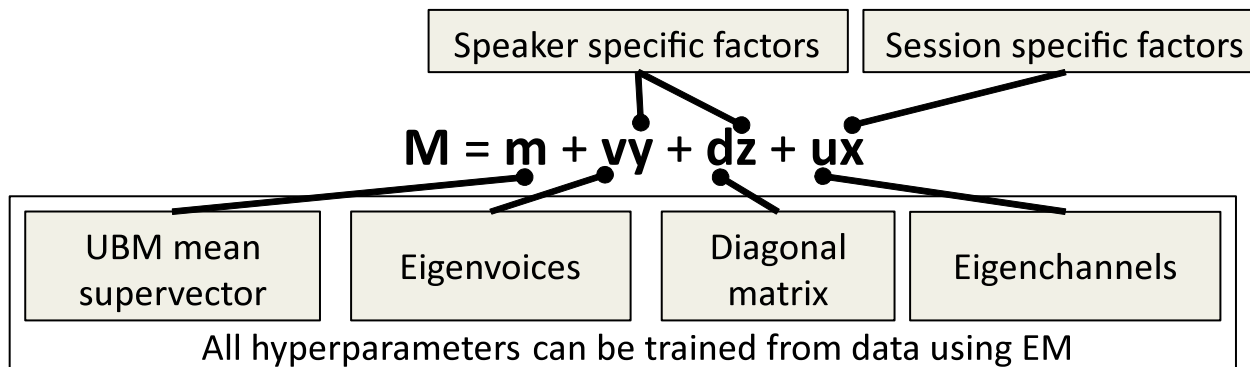 Speaker specific factors
Session specific factors
M = m + vy + dz + ux
UBM mean
supervector
Eigenvoices
Diagonal
matrix
Eigenchannels
All hyperparameters can be trained from data using EM